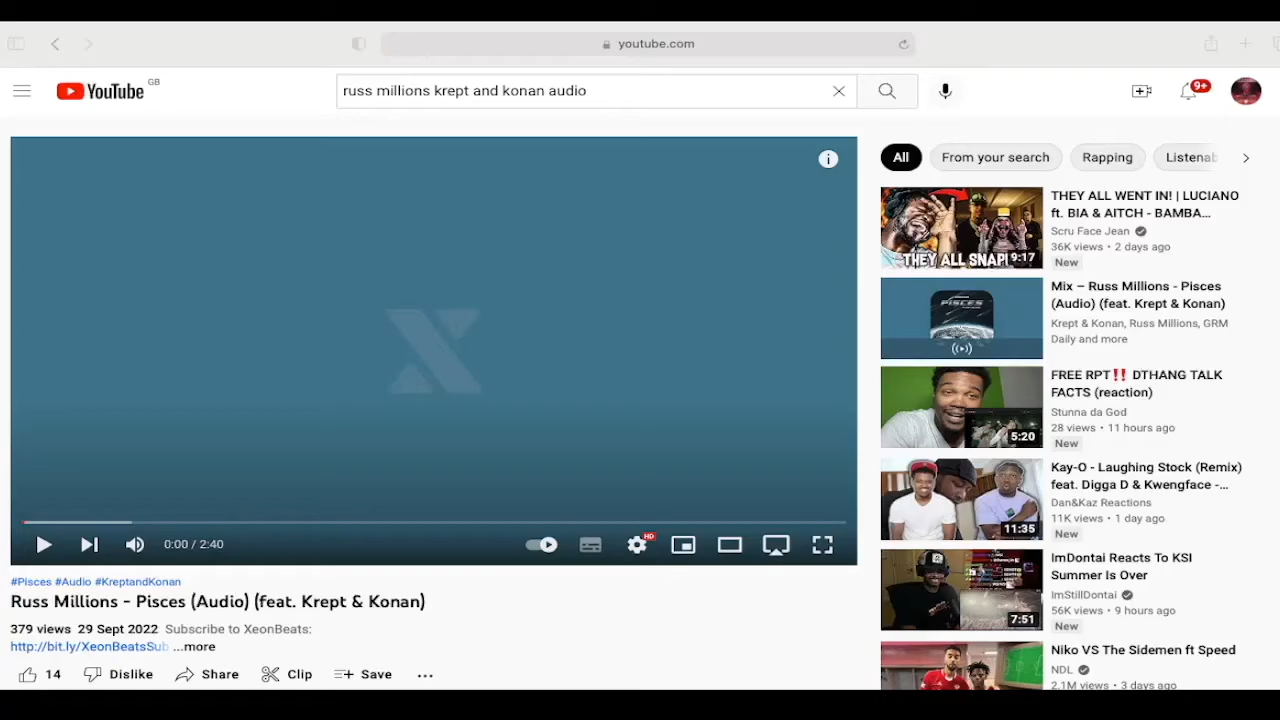 youtube.com
YouTube GB
russ millions krept and konan audio
9+
All
From your search
Rapping
Listenab
THEY ALL SNAP!
9:17
THEY ALL WENT IN! | LUCIANO
ft. BIA & AITCH - BAMBA...
Scru Face Jean
36K views • 2 days ago
New
PISCES
Mix – Russ Millions - Pisces
(Audio) (feat. Krept & Konan)
Krept & Konan, Russ Millions, GRM
Daily and more
5:20
FREE RPT‼️ DTHANG TALK
FACTS (reaction)
Stunna da God
28 views • 11 hours ago
New
11:35
Kay-O - Laughing Stock (Remix)
feat. Digga D & Kwengface -...
Dan&Kaz Reactions
11K views • 1 day ago
New
7:51
ImDontai Reacts To KSI
Summer Is Over
ImStillDontai
56K views • 9 hours ago
New
Niko VS The Sidemen ft Speed
NDL
2.1M views • 3 days ago
X
0:00 / 2:40
HD
#Pisces #Audio #KreptandKonan
Russ Millions - Pisces (Audio) (feat. Krept & Konan)
379 views 29 Sept 2022 Subscribe to XeonBeats:
http://bit.ly/XeonBeatsSub ...more
14
Dislike
Share
Clip
Save